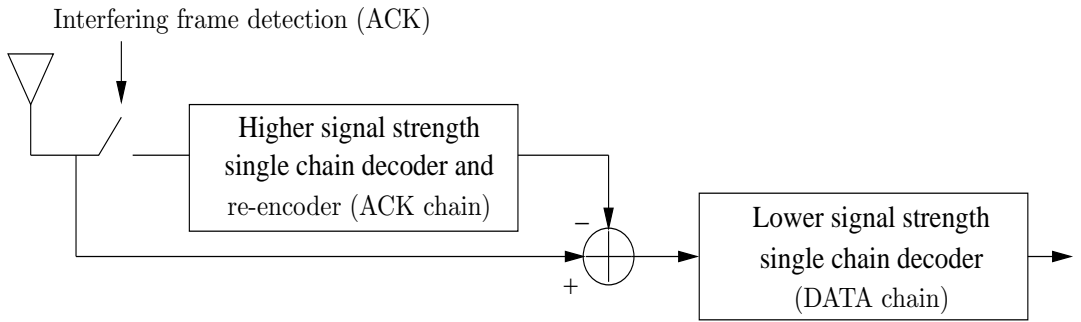 Interfering frame detection (ACK)
Higher signal strength
single chain decoder and
re-encoder (ACK chain)
−
+
Lower signal strength
single chain decoder
(DATA chain)